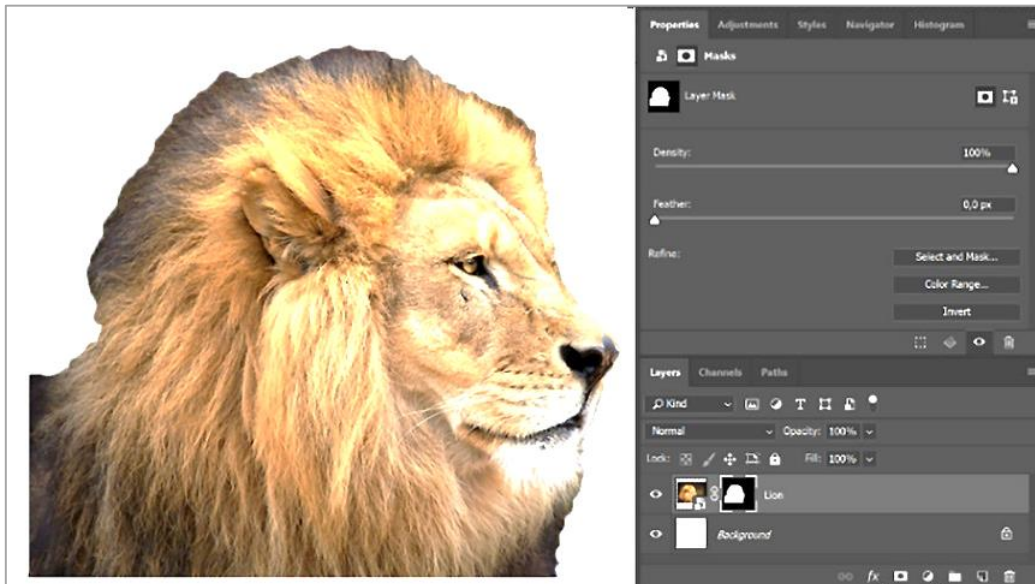 Properties Adjustments Styles Navigator Histogram
Masks
Layer Mask
Density: 100%
Feather: 0,0 px
Refine: Select and Mask...
Color Range...
Invert
Layers Channels Paths
Kind
Normal Opacity: 100%
Lock: Fill: 100%
Lion
Background
fx